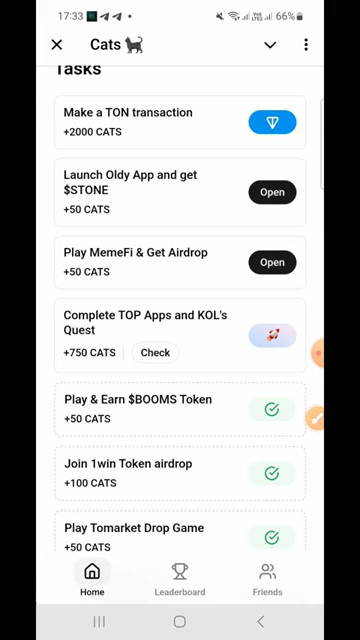 17:33
66%
Cats 🐈‍⬛
Tasks
Make a TON transaction
+2000 CATS
Launch Oldy App and get
$STONE
+50 CATS
Open
Play MemeFi & Get Airdrop
+50 CATS
Open
Complete TOP Apps and KOL's
Quest
+750 CATS
Check
Play & Earn $BOOMS Token
+50 CATS
Join 1win Token airdrop
+100 CATS
Play Tomarket Drop Game
+50 CATS
Home
Leaderboard
Friends